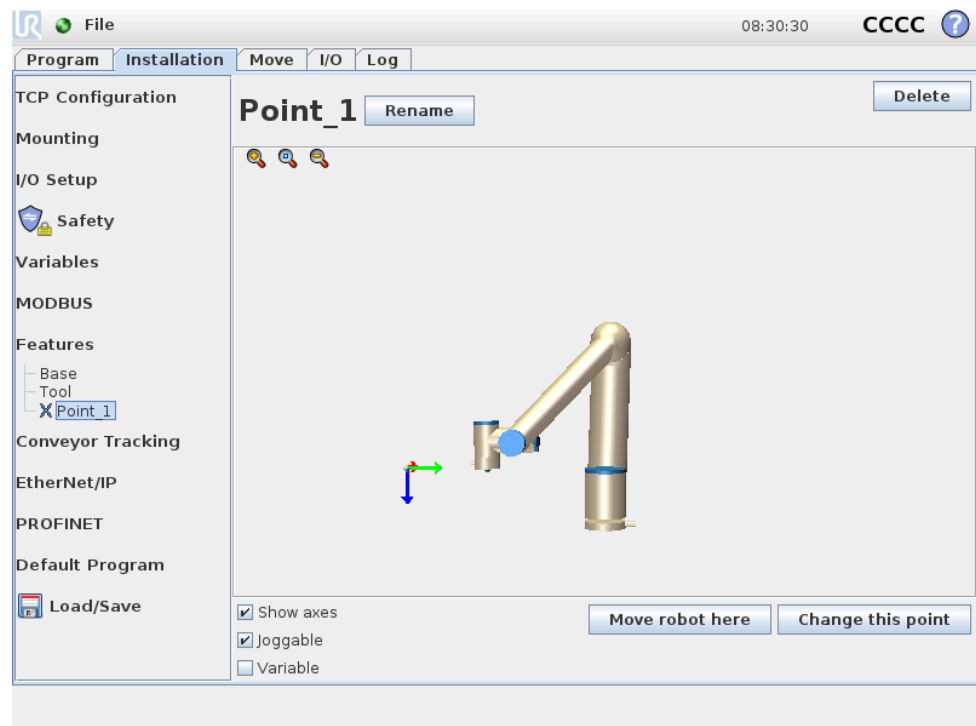 UR File 08:30:30 CCCC ?
Program Installation Move I/O Log
TCP Configuration
Mounting
I/O Setup
Safety
Variables
MODBUS
Features
Base
Tool
Point_1
Conveyor Tracking
EtherNet/IP
PROFINET
Default Program
Load/Save
Point_1 Rename Delete
Show axes
Joggable
Variable
Move robot here Change this point